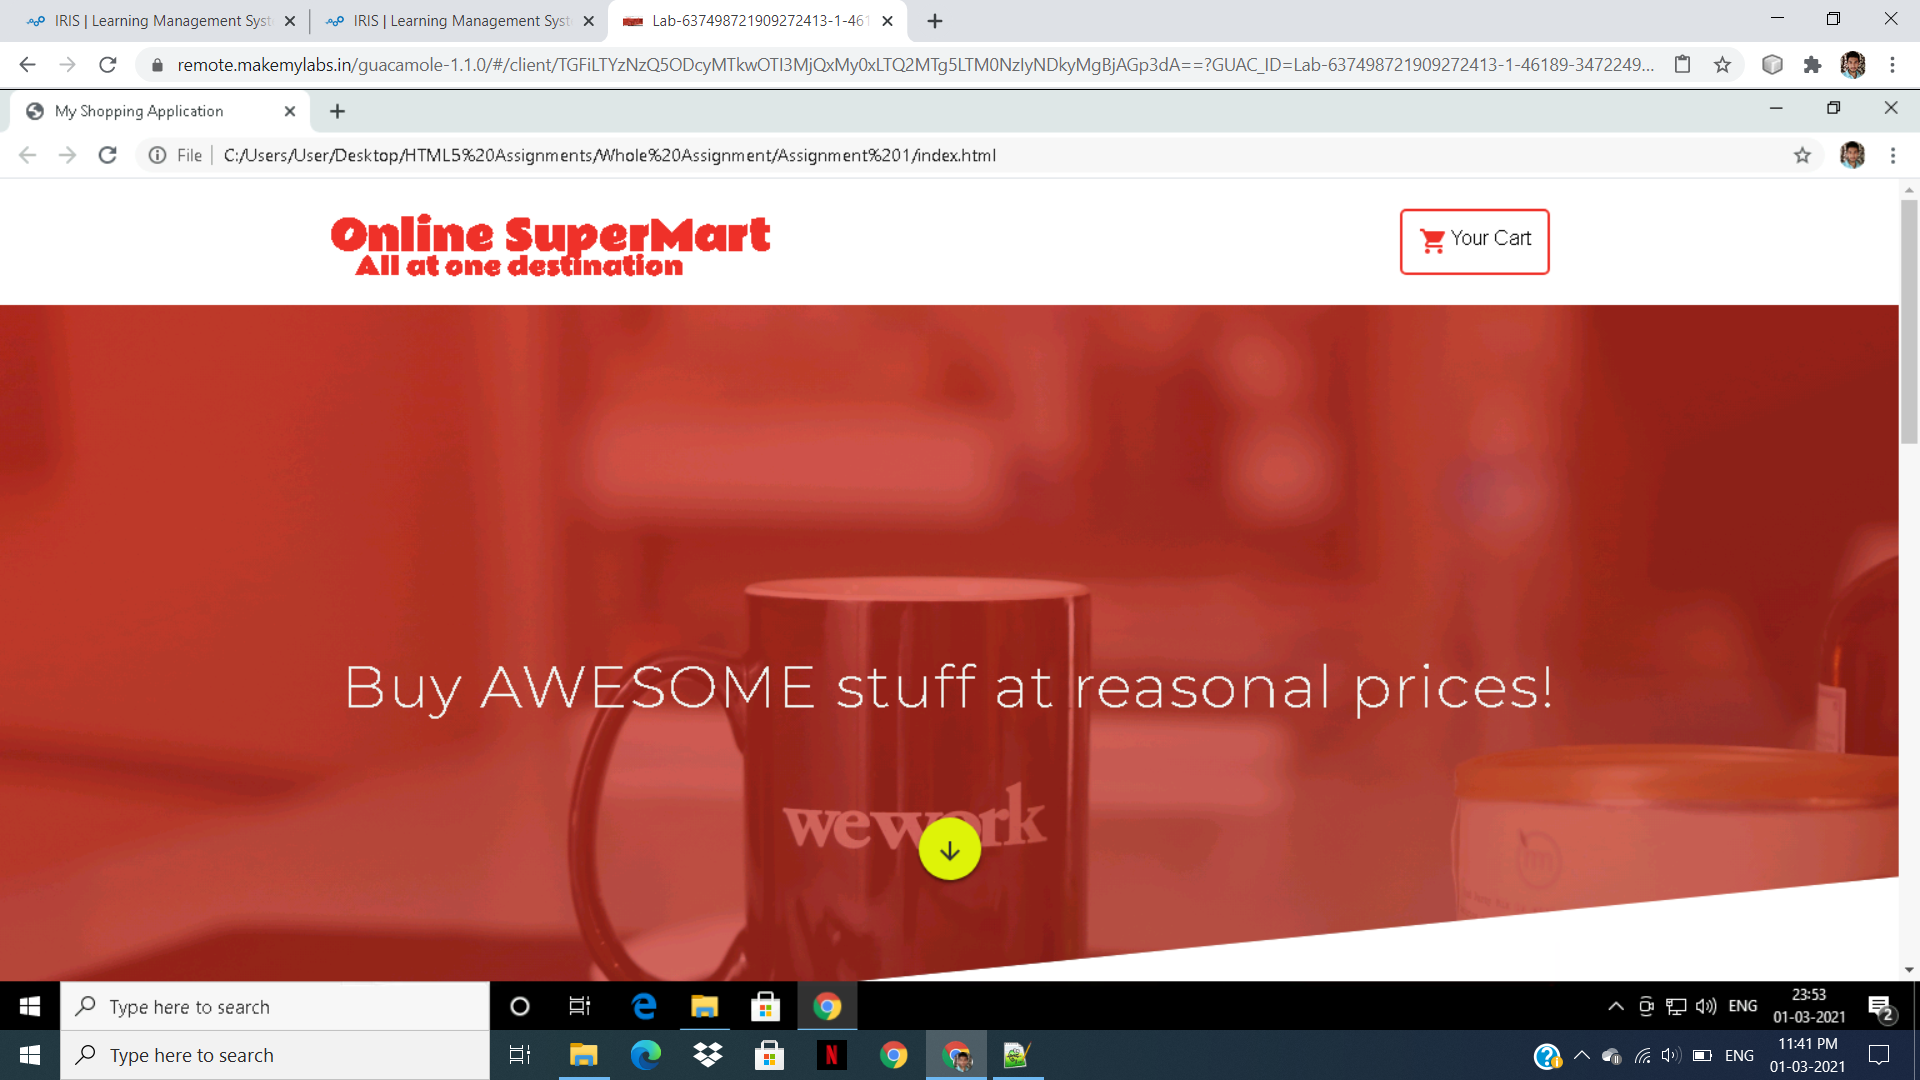 IRIS | Learning Management Syst
IRIS | Learning Management Syst
Lab-637498721909272413-1-461
remote.makemylabs.in/guacamole-1.1.0/#/client/TGFiLTYzNzQ5ODcyMTkwOTI3MjQxMy0xLTQ2MTg5LTM0NzIyNDkyMgBjAGp3dA==?GUAC_ID=Lab-637498721909272413-1-46189-3472249...
My Shopping Application
File
C:/Users/User/Desktop/HTML5%20Assignments/Whole%20Assignment/Assignment%201/index.html
Online SuperMart
All at one destination
Your Cart
Buy AWESOME stuff at reasonal prices!
wework
Type here to search
ENG
23:53
01-03-2021
2
Type here to search
ENG
11:41 PM
01-03-2021